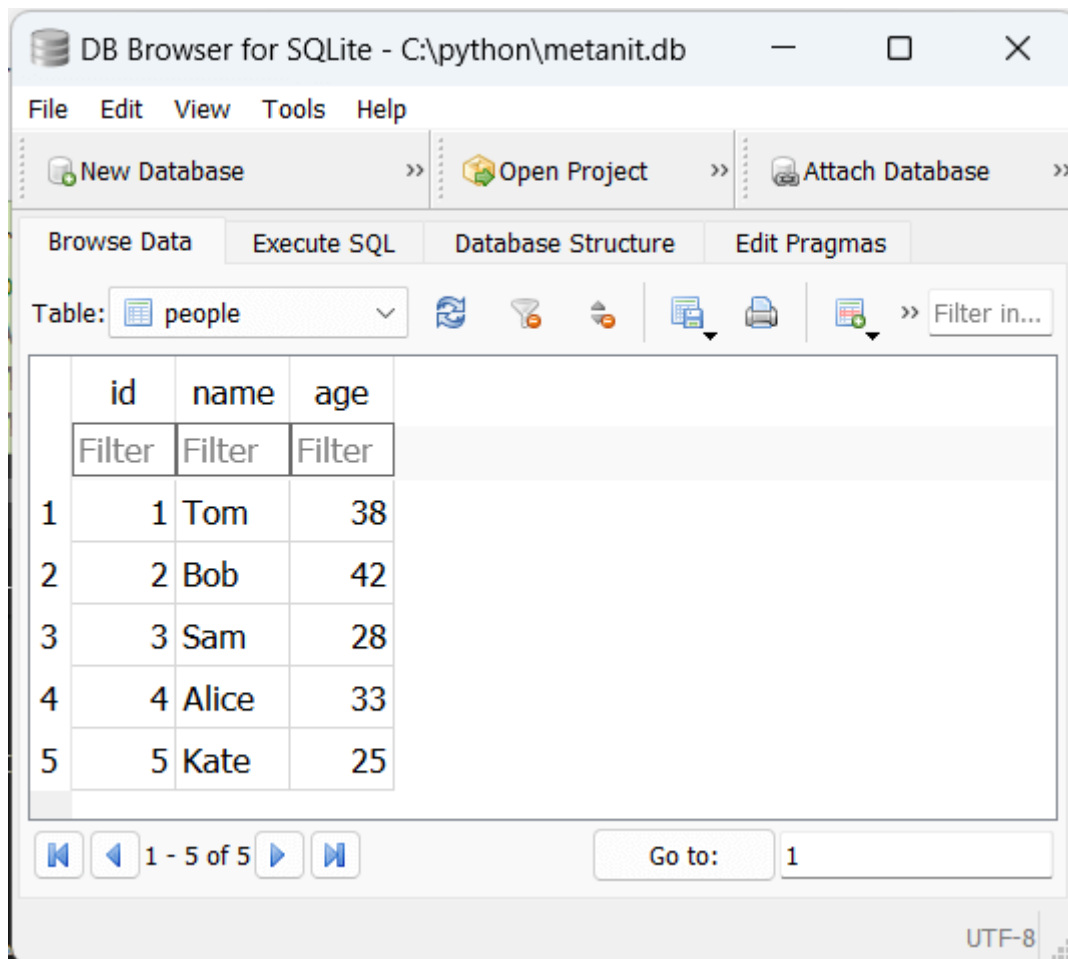 DB Browser for SQLite - C:\python\metanit.db
File Edit View Tools Help
New Database >> Open Project >> Attach Database >>
Browse Data Execute SQL Database Structure Edit Pragmas
Table: people >> Filter in...
id name age
Filter Filter Filter
1 1 Tom 38
2 2 Bob 42
3 3 Sam 28
4 4 Alice 33
5 5 Kate 25
1 - 5 of 5 Go to: 1
UTF-8